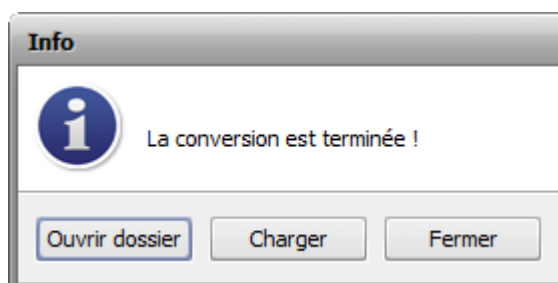 Info
La conversion est terminée !
Ouvrir dossier Charger Fermer